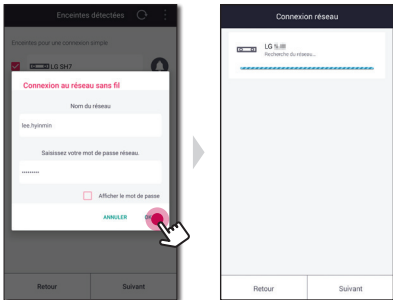 Enceintes détectées
Enceintes pour une connexion simple
LG SH7
Connexion au réseau sans fil
Nom du réseau
lee.hyinmin
Saisissez votre mot de passe réseau.
Afficher le mot de passe
ANNULER
Retour
Suivant
Connexion réseau
LG
Recherche du réseau...
Retour
Suivant